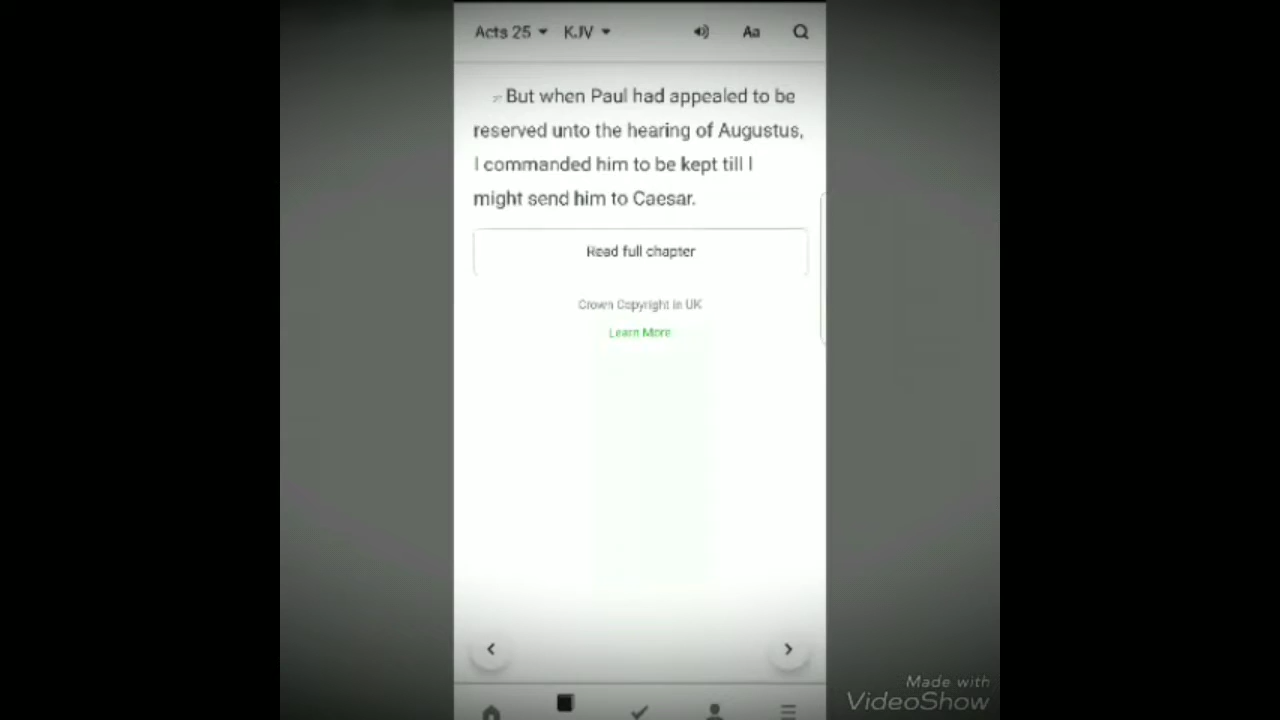 Acts 25 KJV Aa
But when Paul had appealed to be
reserved unto the hearing of Augustus,
I commanded him to be kept till I
might send him to Caesar.
Read full chapter
Crown Copyright in UK
Learn More
Made with
VideoShow